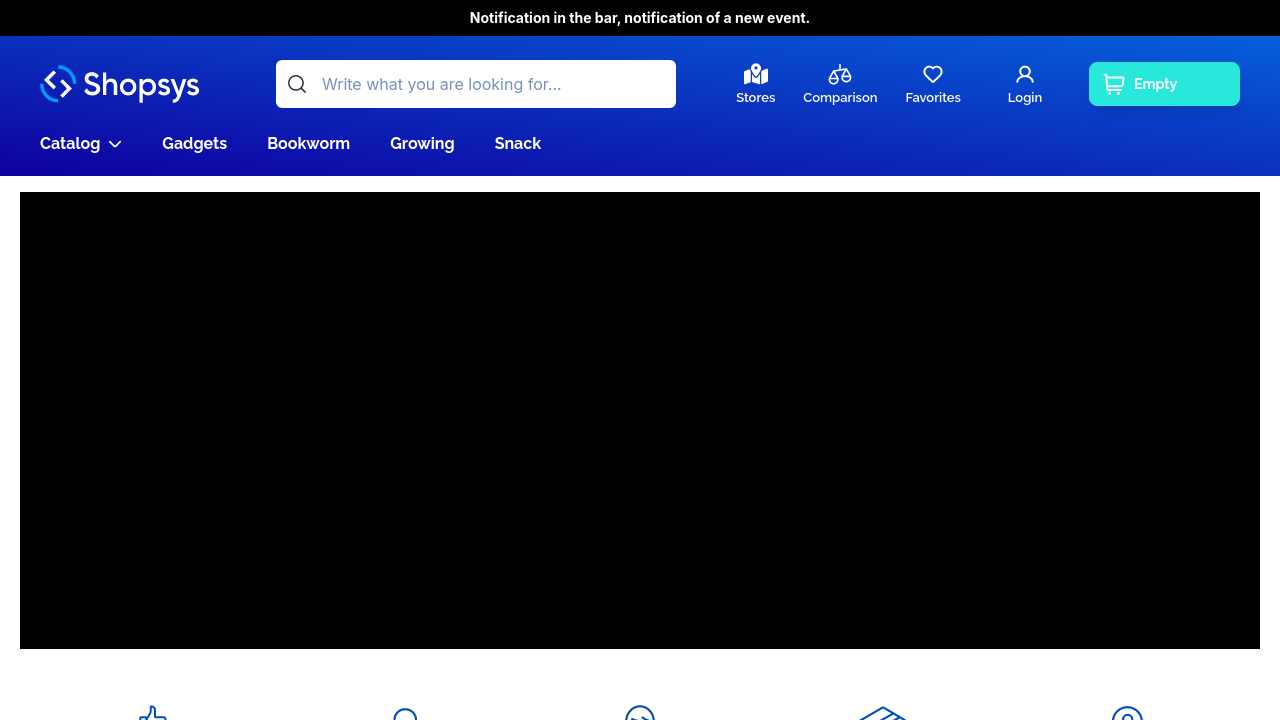 Notification in the bar, notification of a new event.
Shopsys
Write what you are looking for...
Stores
Comparison
Favorites
Login
Empty
Catalog
Gadgets
Bookworm
Growing
Snack